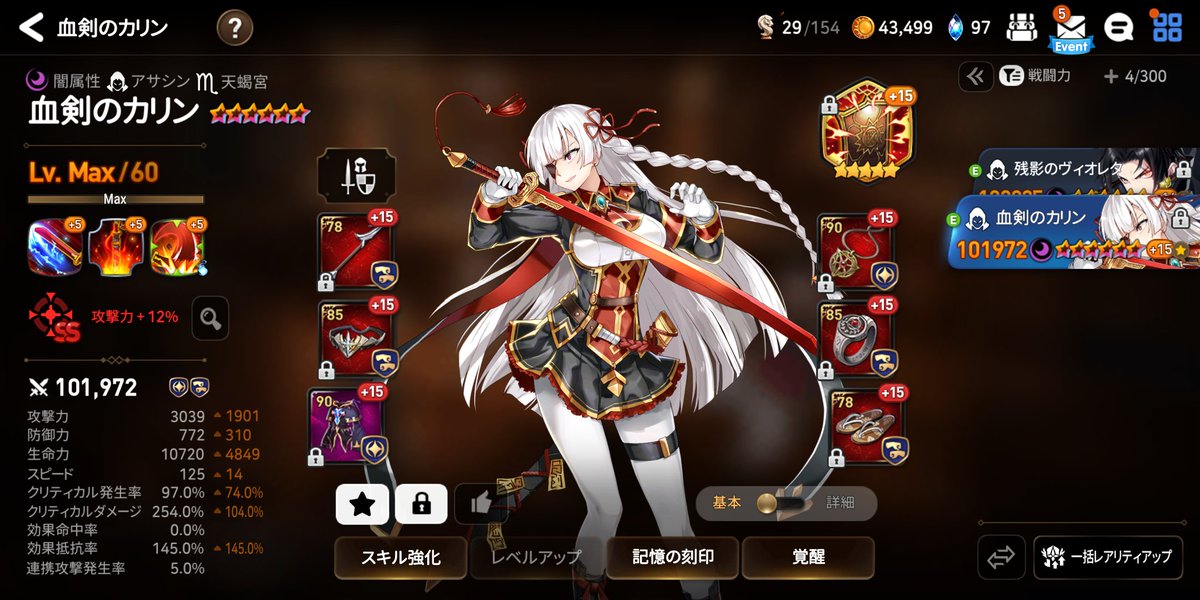 血剣のカリン
?
29/154
43,499
97
5
Event
闇属性 アサシン 天蝎宮
血剣のカリン
Lv. Max/60
Max
+5
+5
+5
SS
攻撃力 + 12%
101,972
攻撃力 3039 1901
防御力 772 310
生命力 10720 4849
スピード 125 14
クリティカル発生率 97.0% 74.0%
クリティカルダメージ 254.0% 104.0%
効果命中率 0.0%
効果抵抗率 145.0% 145.0%
連携攻撃発生率 5.0%
78 +15
85 +15
90 +15
+15
90 +15
85 +15
78 +15
戦闘力
+ 4/300
E 残影のヴィオレタ
E 血剣のカリン
101972
+15
基本 詳細
スキル強化
レベルアップ
記憶の刻印
覚醒
一括レアリティアップ